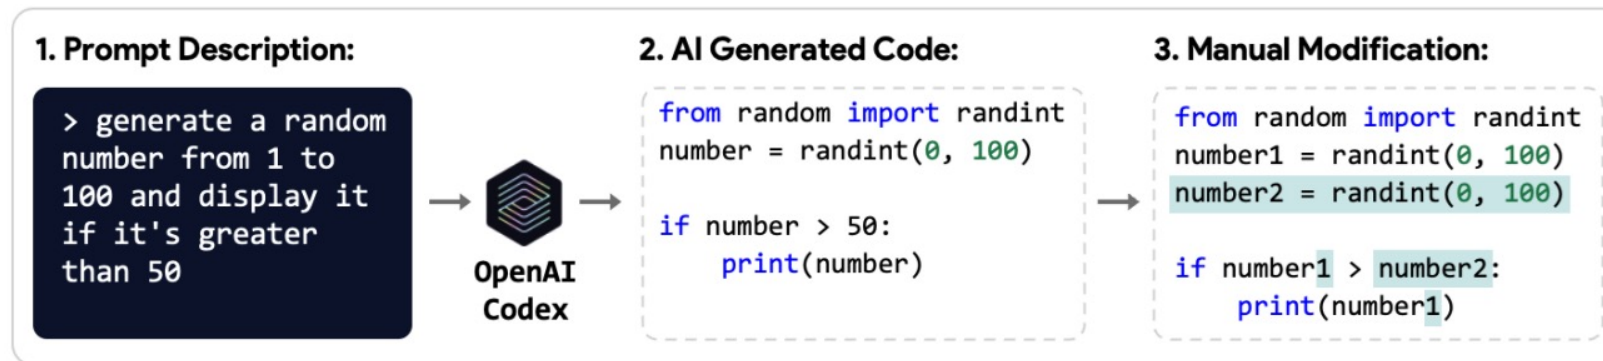 1. Prompt Description:
> generate a random
number from 1 to
100 and display it
if it's greater
than 50
OpenAI
Codex
2. AI Generated Code:
from random import randint
number = randint(0, 100)
if number > 50:
    print(number)
3. Manual Modification:
from random import randint
number1 = randint(0, 100)
number2 = randint(0, 100)
if number1 > number2:
    print(number1)